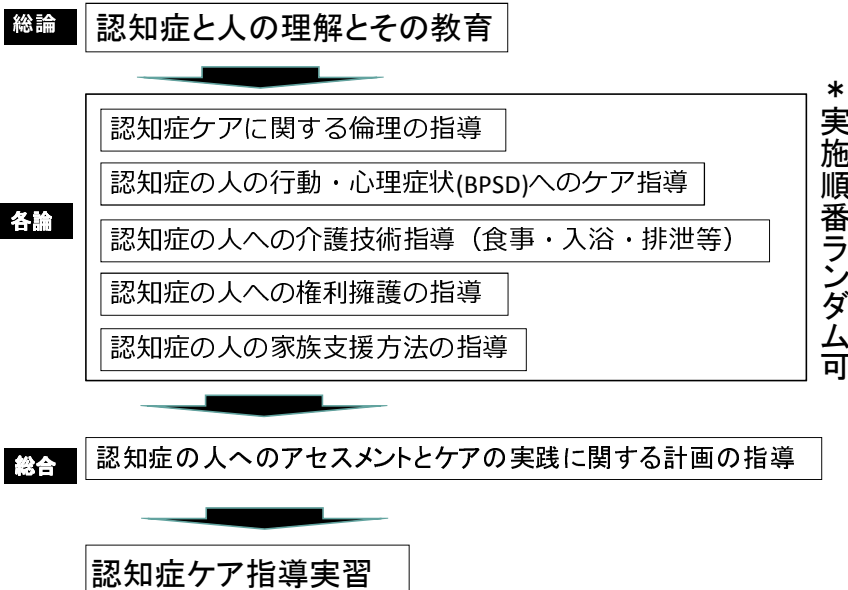 総論
認知症と人の理解とその教育
認知症ケアに関する倫理の指導
認知症の人の行動・心理症状(BPSD)へのケア指導
各論
認知症の人への介護技術指導（食事・入浴・排泄等）
認知症の人への権利擁護の指導
認知症の人の家族支援方法の指導
*実施順番ランダム可
総合
認知症の人へのアセスメントとケアの実践に関する計画の指導
認知症ケア指導実習